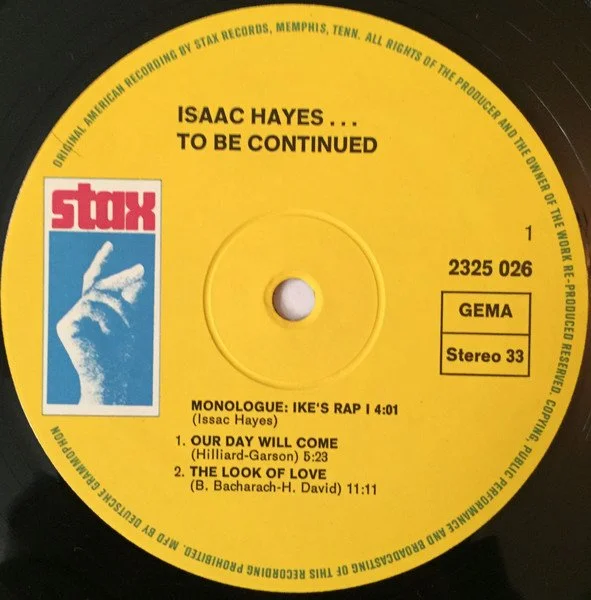 ORIGINAL AMERICAN RECORDING BY STAX RECORDS, MEMPHIS, TENN. ALL RIGHTS OF THE PRODUCER AND THE OWNER OF THE WORK RE-PRODUCED RESERVED. COPYING, PUBLIC PERFORMANCE AND BROADCASTING OF THIS RECORDING PROHIBITED. MFD BY DEUTSCHE GRAMMOPHON
ISAAC HAYES...
TO BE CONTINUED
stax
1
2325 026
GEMA
Stereo 33
MONOLOGUE: IKE'S RAP I 4:01
(Issac Hayes)
1. OUR DAY WILL COME
(Hilliard-Garson) 5:23
2. THE LOOK OF LOVE
(B. Bacharach-H. David) 11:11